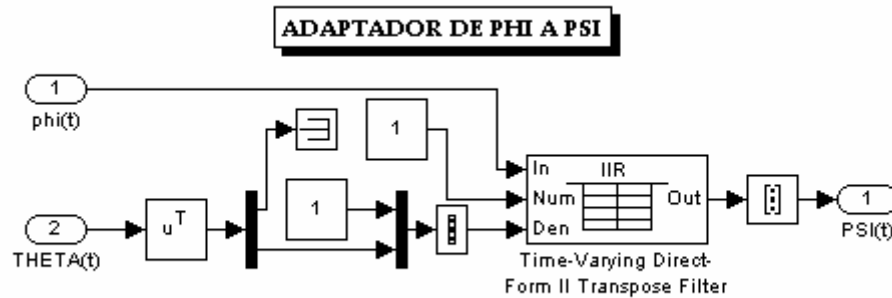 ADAPTADOR DE PHI A PSI
1
phi(t)
1
In
IIR
Num
Out
Den
1
2
THETA(t)
u^T
1
PSI(t)
Time-Varying Direct-
Form II Transpose Filter